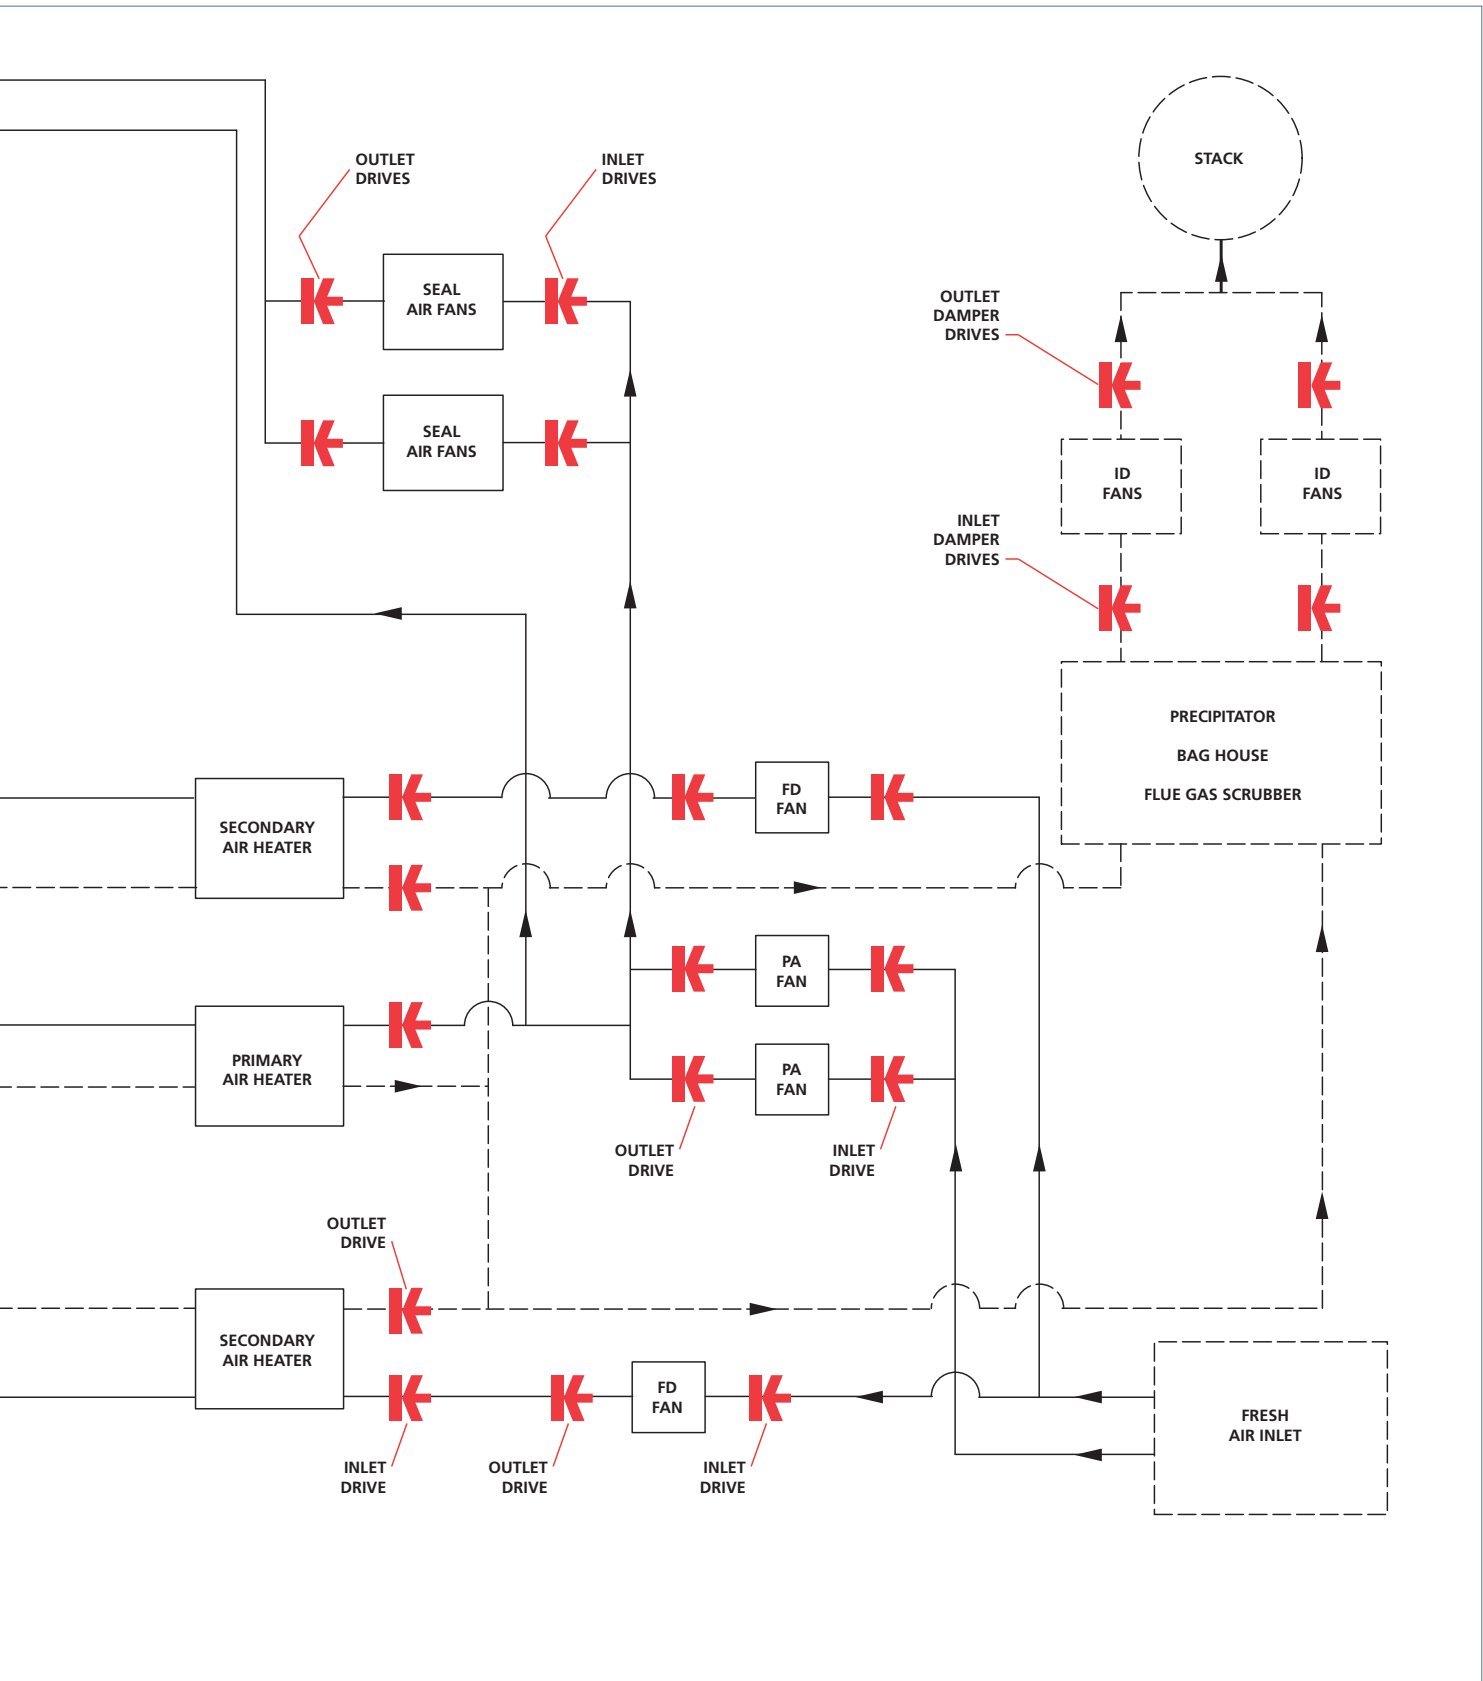 OUTLET
DRIVES
INLET
DRIVES
STACK
SEAL
AIR FANS
OUTLET
DAMPER
DRIVES
SEAL
AIR FANS
ID
FANS
ID
FANS
INLET
DAMPER
DRIVES
PRECIPITATOR
BAG HOUSE
FLUE GAS SCRUBBER
SECONDARY
AIR HEATER
FD
FAN
PA
FAN
PRIMARY
AIR HEATER
PA
FAN
OUTLET
DRIVE
INLET
DRIVE
OUTLET
DRIVE
SECONDARY
AIR HEATER
FD
FAN
FRESH
AIR INLET
INLET
DRIVE
OUTLET
DRIVE
INLET
DRIVE